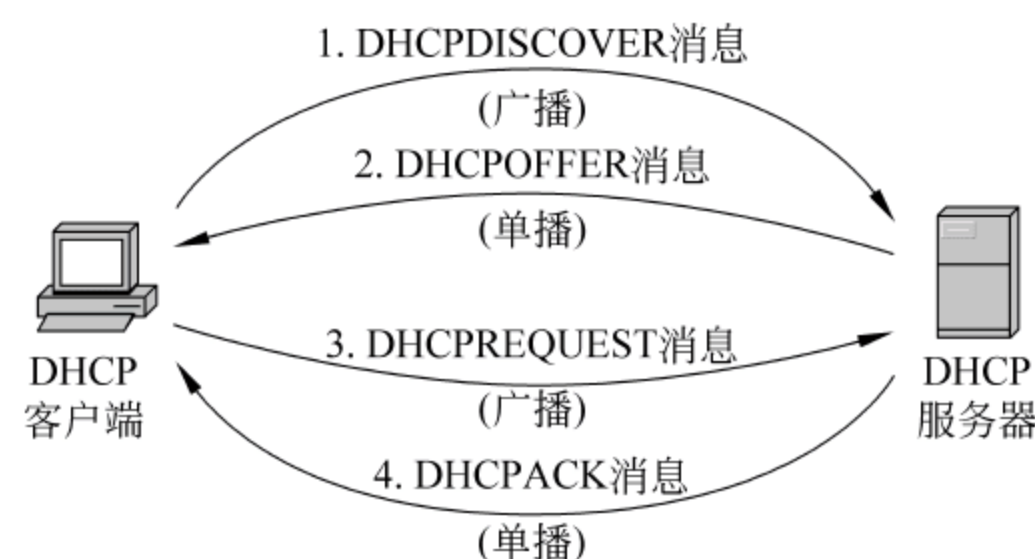 1. DHCPDISCOVER消息
(广播)
2. DHCPOFFER消息
(单播)
3. DHCPREQUEST消息
(广播)
4. DHCPACK消息
(单播)
DHCP
客户端
DHCP
服务器